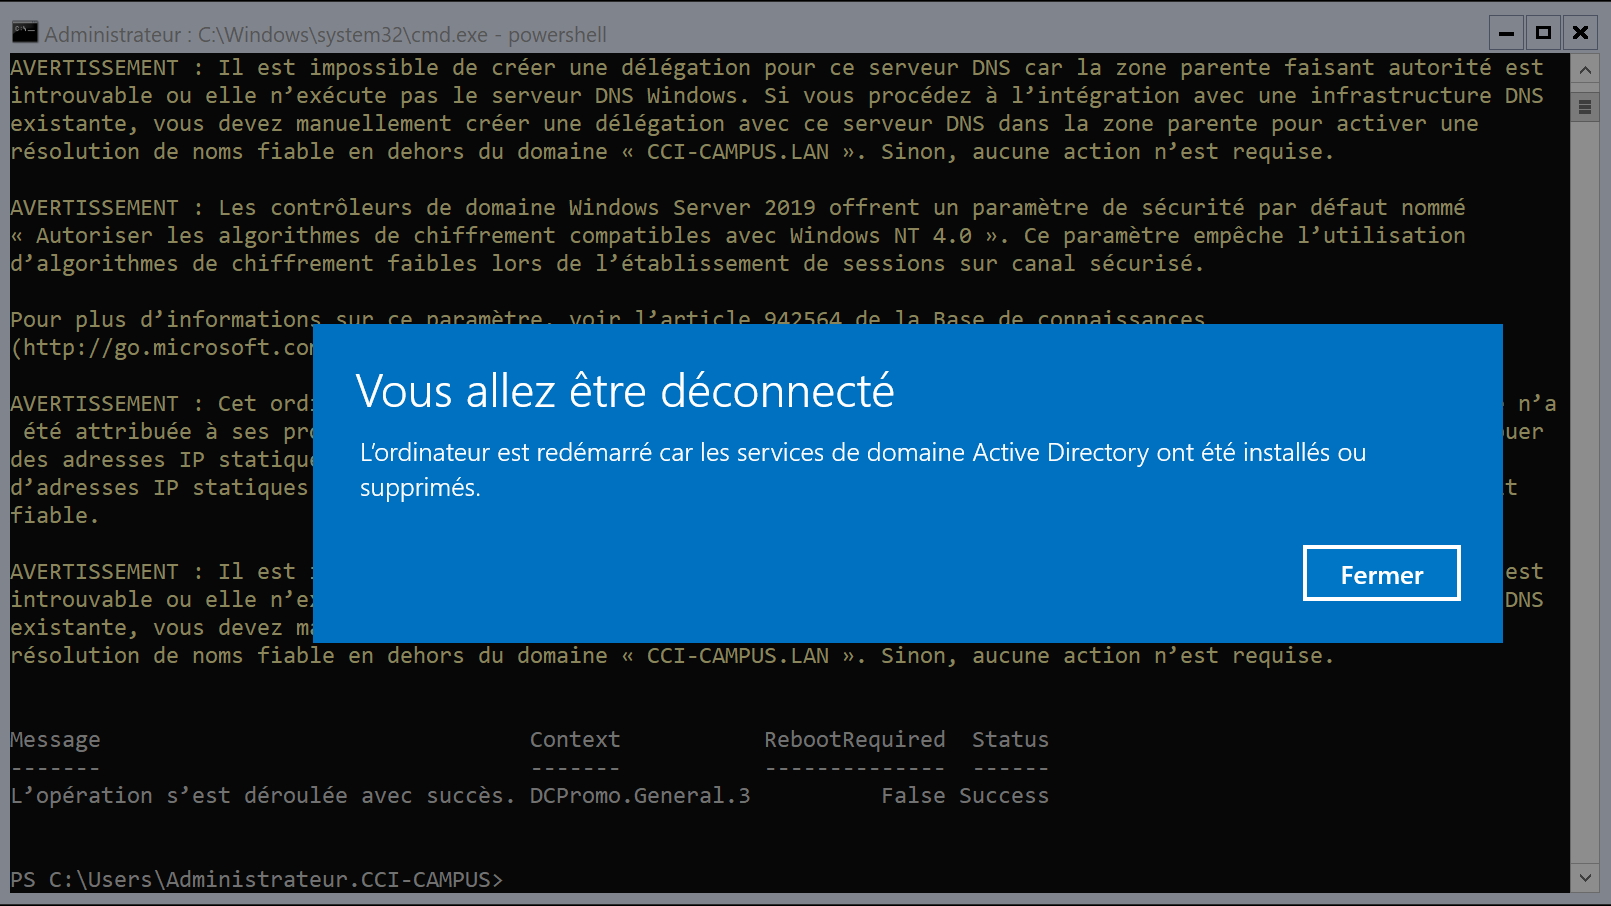 Administrateur : C:\Windows\system32\cmd.exe - powershell
AVERTISSEMENT : Il est impossible de créer une délégation pour ce serveur DNS car la zone parente faisant autorité est
introuvable ou elle n’exécute pas le serveur DNS Windows. Si vous procédez à l’intégration avec une infrastructure DNS
existante, vous devez manuellement créer une délégation avec ce serveur DNS dans la zone parente pour activer une
résolution de noms fiable en dehors du domaine « CCI-CAMPUS.LAN ». Sinon, aucune action n’est requise.
AVERTISSEMENT : Les contrôleurs de domaine Windows Server 2019 offrent un paramètre de sécurité par défaut nommé
« Autoriser les algorithmes de chiffrement compatibles avec Windows NT 4.0 ». Ce paramètre empêche l’utilisation
d’algorithmes de chiffrement faibles lors de l’établissement de sessions sur canal sécurisé.
Pour plus d’informations sur ce paramètre, voir l’article 942564 de la Base de connaissances
(http://go.microsoft.co
AVERTISSEMENT : Cet ord n’a
été attribuée à ses pr uer
des adresses IP statique
d’adresses IP statiques t
fiable.
AVERTISSEMENT : Il est est
introuvable ou elle n’e DNS
existante, vous devez m
résolution de noms fiable en dehors du domaine « CCI-CAMPUS.LAN ». Sinon, aucune action n’est requise.
Vous allez être déconnecté
L’ordinateur est redémarré car les services de domaine Active Directory ont été installés ou
supprimés.
Fermer
Message Context RebootRequired Status
------- ------- -------------- ------
L’opération s’est déroulée avec succès. DCPromo.General.3 False Success
PS C:\Users\Administrateur.CCI-CAMPUS>